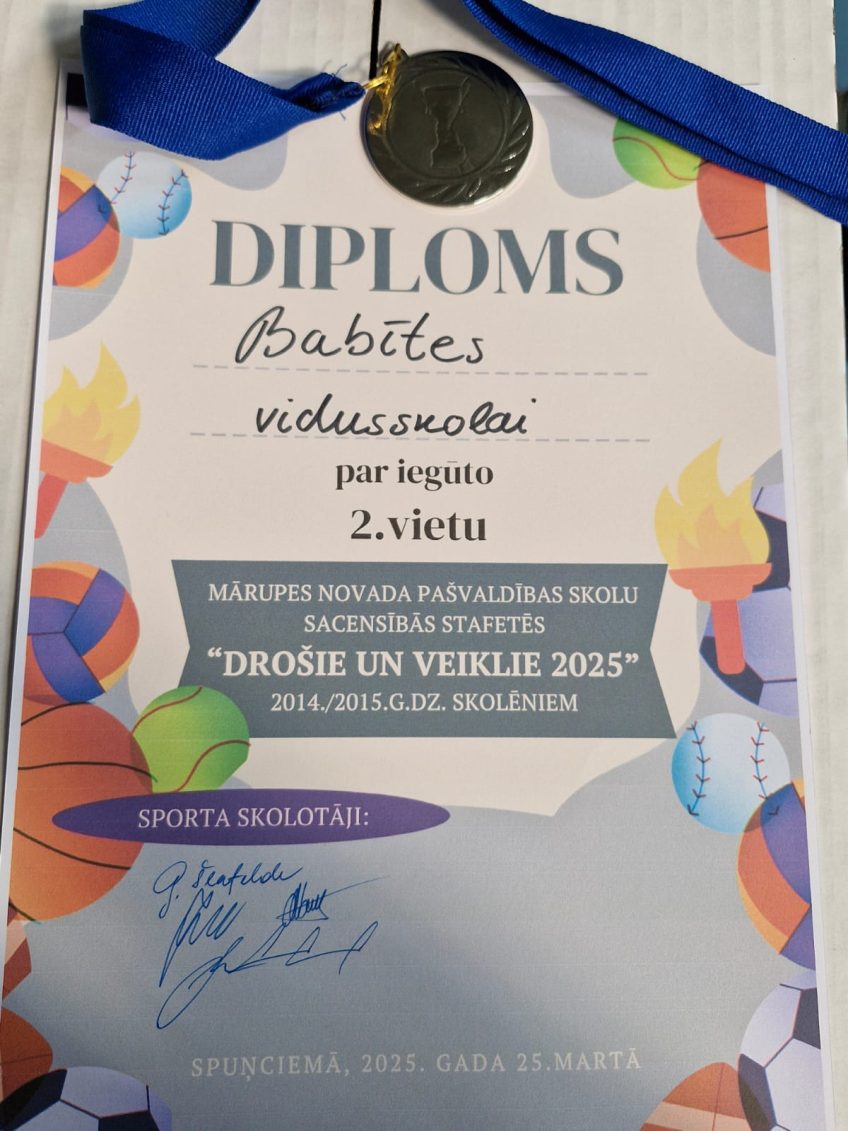 DIPLOMS
Babītes
vidusskolai
par iegūto
2.vietu
MĀRUPES NOVADA PAŠVALDĪBAS SKOLU
SACENSĪBĀS STAFETĒS
“DROŠIE UN VEIKLIE 2025”
2014./2015.G.DZ. SKOLĒNIEM
SPORTA SKOLOTĀJI:
SPUŅCIEMĀ, 2025. GADA 25.MARTĀ